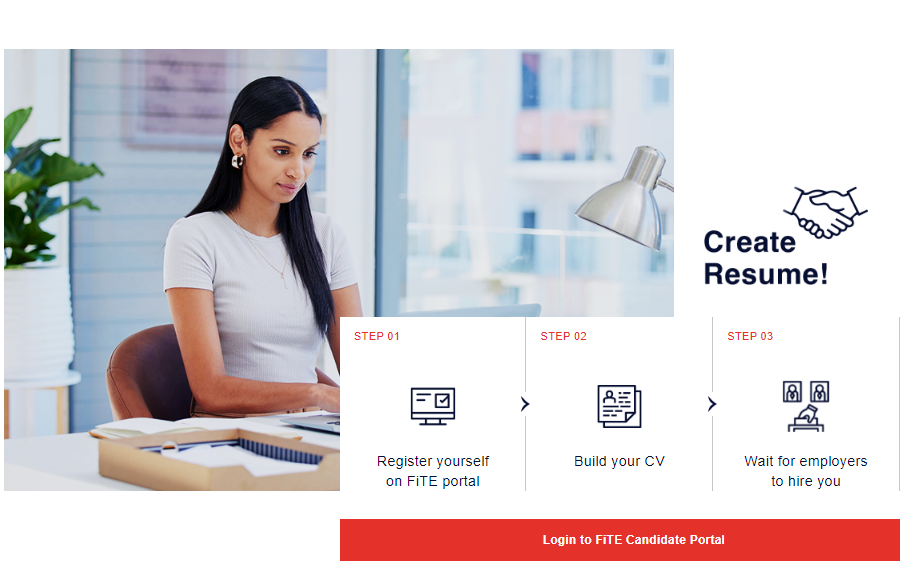 Create
Resume!
STEP 01
STEP 02
STEP 03
Register yourself
on FiTE portal
Build your CV
Wait for employers
to hire you
Login to FiTE Candidate Portal